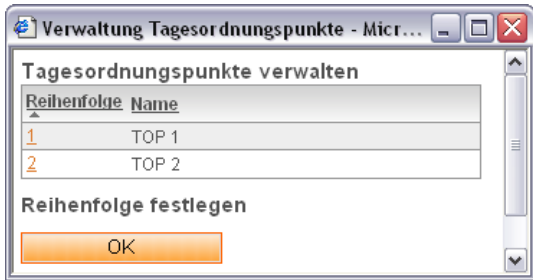 Verwaltung Tagesordnungspunkte - Micr...
Tagesordnungspunkte verwalten
Reihenfolge Name
1 TOP 1
2 TOP 2
Reihenfolge festlegen
OK